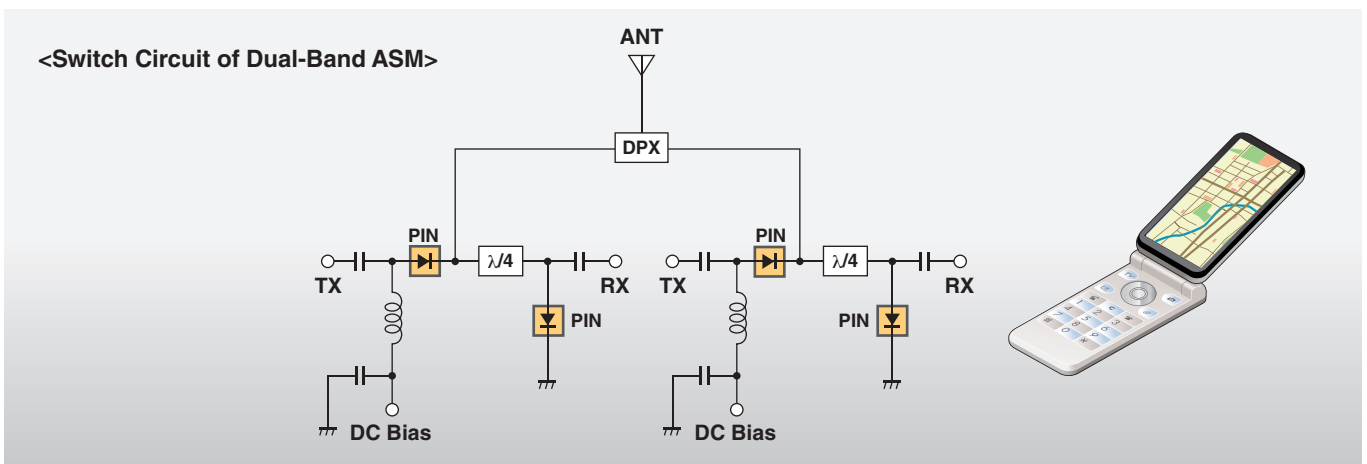 <Switch Circuit of Dual-Band ASM>
ANT
DPX
PIN
λ/4
TX
RX
PIN
DC Bias
PIN
λ/4
TX
RX
PIN
DC Bias